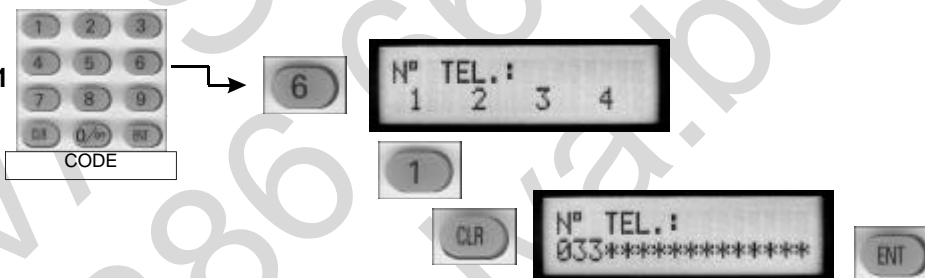 1 2 3
4 5 6
7 8 9
CLR 0/on ENT
CODE
6
Nº TEL.:
1 2 3 4
1
CLR
Nº TEL.:
033*************
ENT